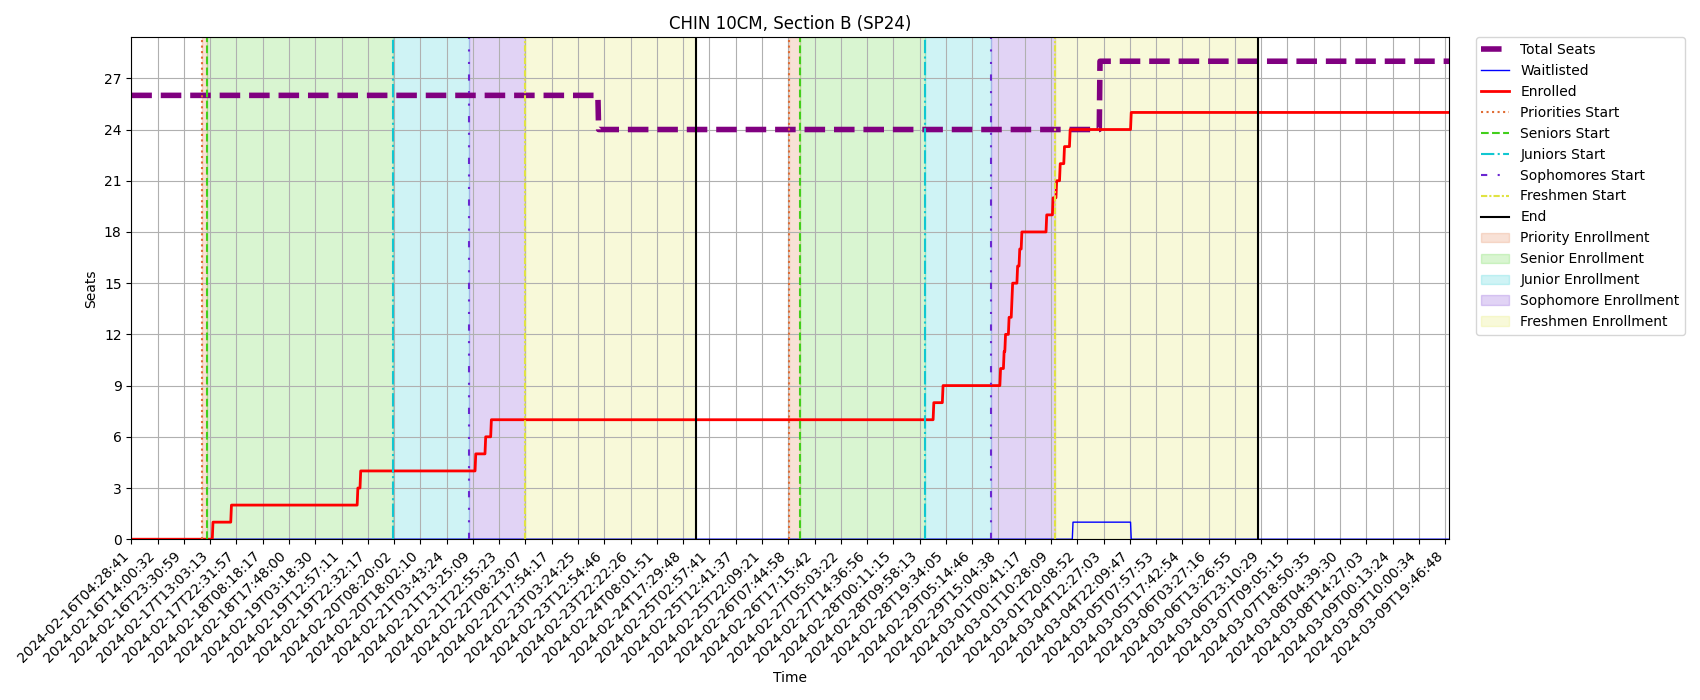 CHIN 10CM, Section B (SP24)
Seats
27
24
21
18
15
12
9
6
3
0
2024-02-16T04:28:41
2024-02-16T14:00:32
2024-02-16T23:30:59
2024-02-17T13:03:13
2024-02-17T22:31:57
2024-02-18T08:18:17
2024-02-18T17:48:00
2024-02-19T03:18:30
2024-02-19T12:57:11
2024-02-19T22:32:17
2024-02-20T08:20:02
2024-02-20T18:02:10
2024-02-21T03:43:24
2024-02-21T13:25:09
2024-02-21T22:55:23
2024-02-22T08:23:07
2024-02-22T17:54:17
2024-02-23T03:24:25
2024-02-23T12:54:46
2024-02-23T22:22:26
2024-02-24T08:01:51
2024-02-24T17:29:48
2024-02-25T02:57:41
2024-02-25T12:41:37
2024-02-25T22:09:21
2024-02-26T07:44:58
2024-02-26T17:15:42
2024-02-27T05:03:22
2024-02-27T14:36:56
2024-02-28T00:11:15
2024-02-28T09:58:13
2024-02-28T19:34:05
2024-02-29T05:14:46
2024-02-29T15:04:38
2024-03-01T00:41:17
2024-03-01T10:28:09
2024-03-01T20:08:52
2024-03-04T12:27:03
2024-03-04T22:09:47
2024-03-05T07:57:53
2024-03-05T17:42:54
2024-03-06T03:27:16
2024-03-06T13:26:55
2024-03-06T23:10:29
2024-03-07T09:05:15
2024-03-07T18:50:35
2024-03-08T04:39:30
2024-03-08T14:27:03
2024-03-09T00:13:24
2024-03-09T10:00:34
2024-03-09T19:46:48
Time
Total Seats
Waitlisted
Enrolled
Priorities Start
Seniors Start
Juniors Start
Sophomores Start
Freshmen Start
End
Priority Enrollment
Senior Enrollment
Junior Enrollment
Sophomore Enrollment
Freshmen Enrollment